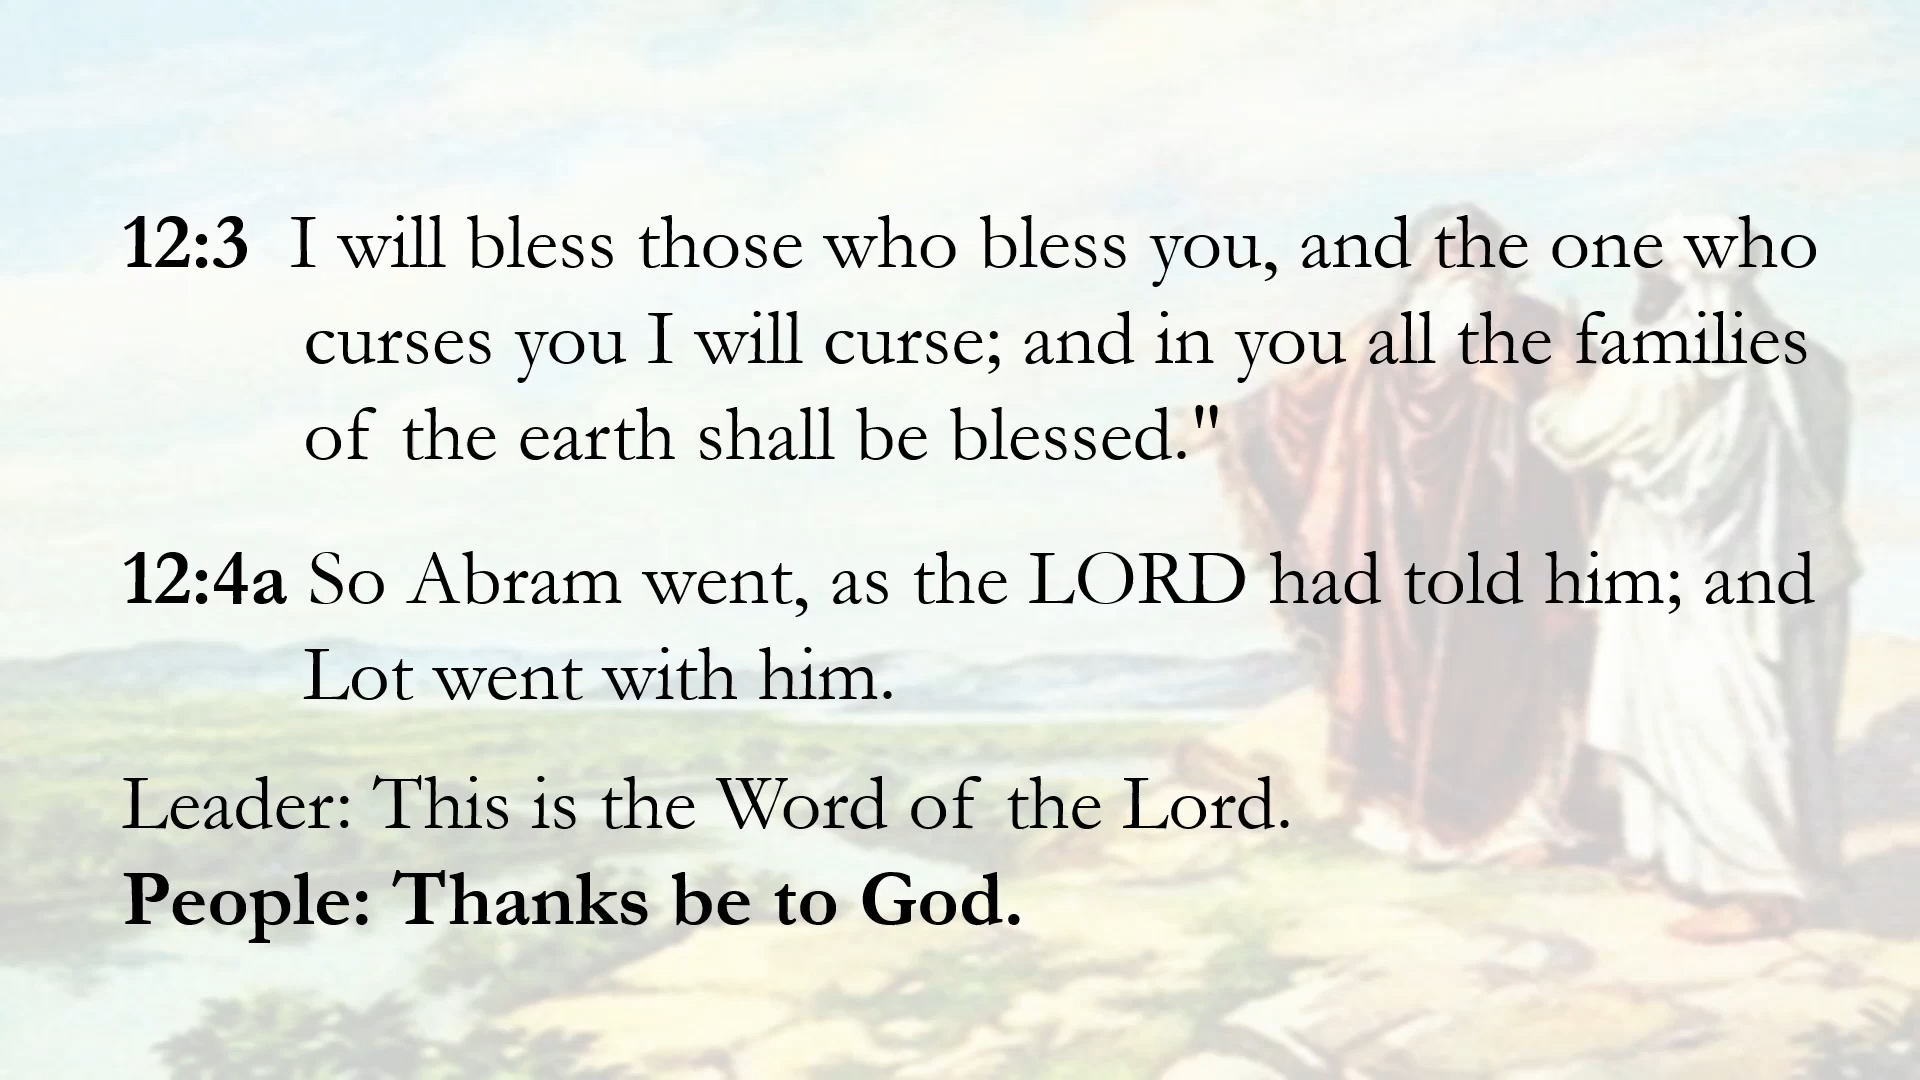 12:3 I will bless those who bless you, and the one who
curses you I will curse; and in you all the families
of the earth shall be blessed."
12:4a So Abram went, as the LORD had told him; and
Lot went with him.
Leader: This is the Word of the Lord.
People: Thanks be to God.